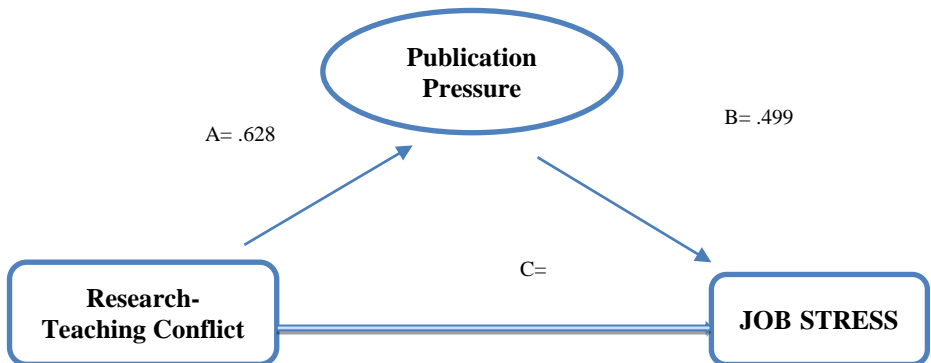 Publication
Pressure
A= .628
B= .499
C=
Research-
Teaching Conflict
JOB STRESS